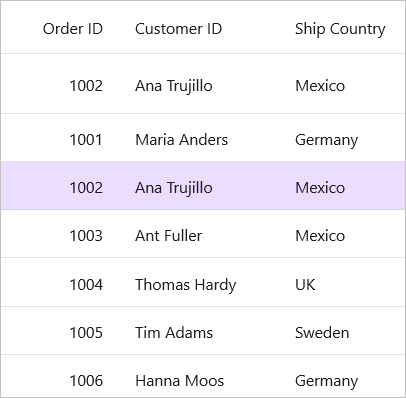 Order ID Customer ID Ship Country
1002 Ana Trujillo Mexico
1001 Maria Anders Germany
1002 Ana Trujillo Mexico
1003 Ant Fuller Mexico
1004 Thomas Hardy UK
1005 Tim Adams Sweden
1006 Hanna Moos Germany